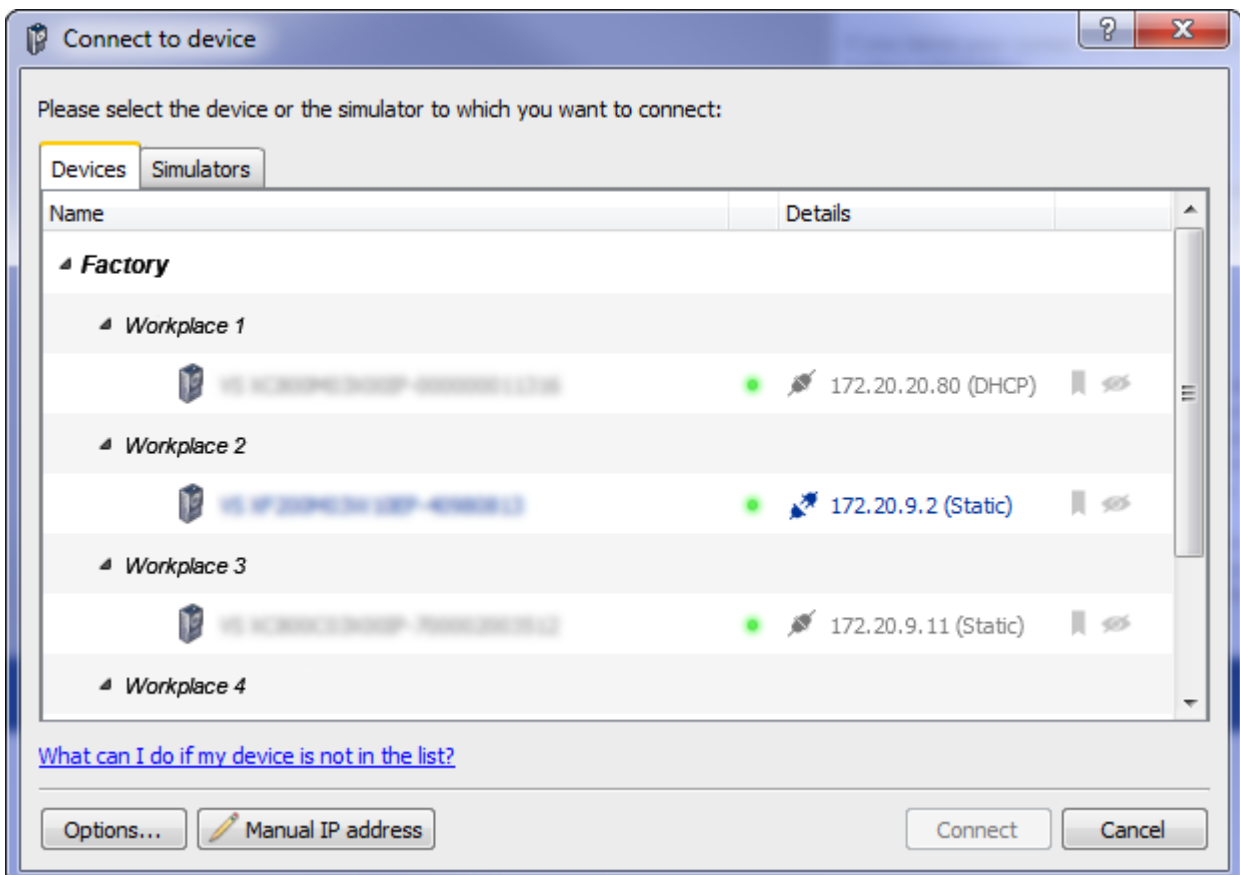 Connect to device
Please select the device or the simulator to which you want to connect:
Devices Simulators
Name Details
Factory
Workplace 1
172.20.20.80 (DHCP)
Workplace 2
172.20.9.2 (Static)
Workplace 3
172.20.9.11 (Static)
Workplace 4
What can I do if my device is not in the list?
Options... Manual IP address Connect Cancel